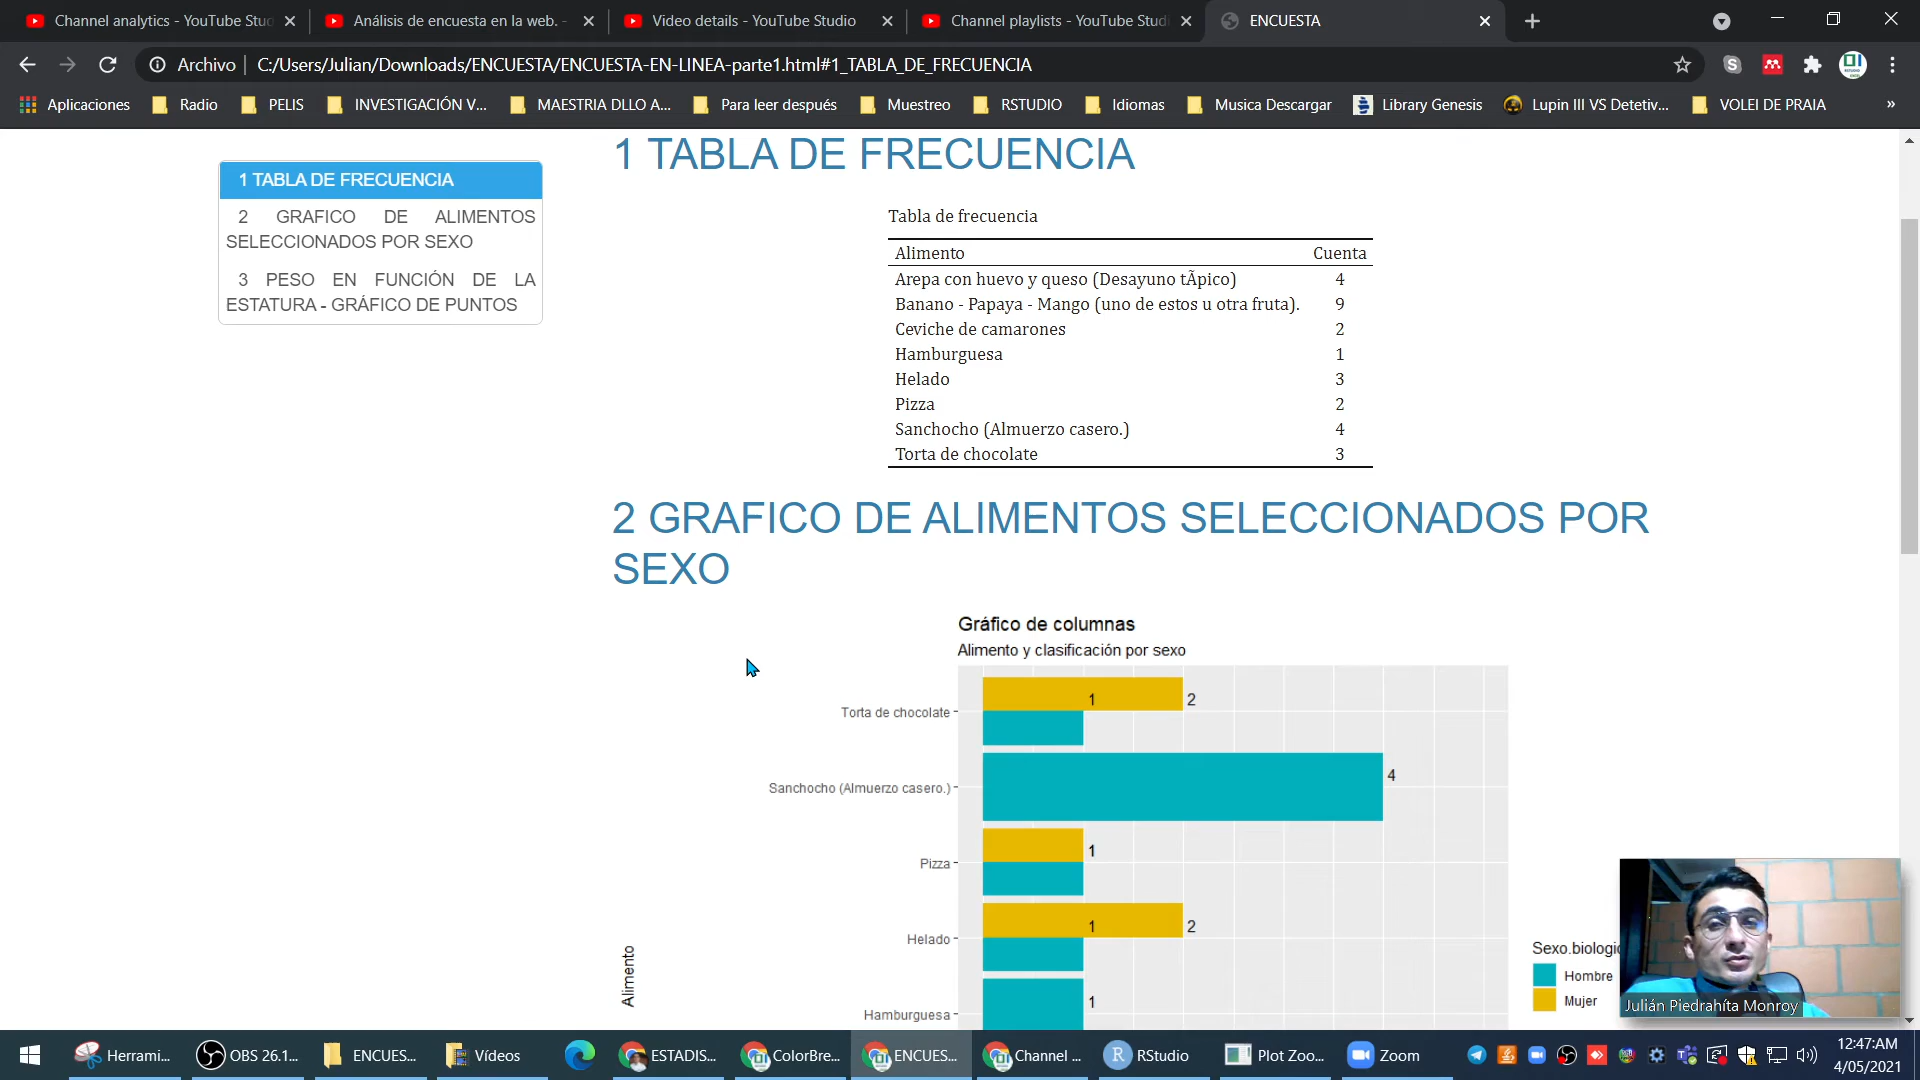 Channel analytics - YouTube Stud
Análisis de encuesta en la web. -
Video details - YouTube Studio
Channel playlists - YouTube Studi
ENCUESTA
Archivo
C:/Users/Julian/Downloads/ENCUESTA/ENCUESTA-EN-LINEA-parte1.html#1_TABLA_DE_FRECUENCIA
Aplicaciones
Radio
PELIS
INVESTIGACIÓN V...
MAESTRIA DLLO A...
Para leer después
Muestreo
RSTUDIO
Idiomas
Musica Descargar
Library Genesis
Lupin III VS Detetiv...
VOLEI DE PRAIA
»
1 TABLA DE FRECUENCIA
2 GRAFICO DE ALIMENTOS
SELECCIONADOS POR SEXO
3 PESO EN FUNCIÓN DE LA
ESTATURA - GRÁFICO DE PUNTOS
1 TABLA DE FRECUENCIA
Tabla de frecuencia
Alimento Cuenta
Arepa con huevo y queso (Desayuno tÃpico) 4
Banano - Papaya - Mango (uno de estos u otra fruta). 9
Ceviche de camarones 2
Hamburguesa 1
Helado 3
Pizza 2
Sanchocho (Almuerzo casero.) 4
Torta de chocolate 3
2 GRAFICO DE ALIMENTOS SELECCIONADOS POR
SEXO
Gráfico de columnas
Alimento y clasificación por sexo
Torta de chocolate
1
2
Sanchocho (Almuerzo casero.)
4
Pizza
1
Helado
1
2
Hamburguesa
1
Alimento
Sexo.biologic
Hombre
Mujer
Julián Piedrahíta Monroy
Herrami...
OBS 26.1...
ENCUES...
Vídeos
ESTADIS...
ColorBre...
ENCUES...
Channel ...
RStudio
Plot Zoo...
Zoom
12:47:AM
4/05/2021